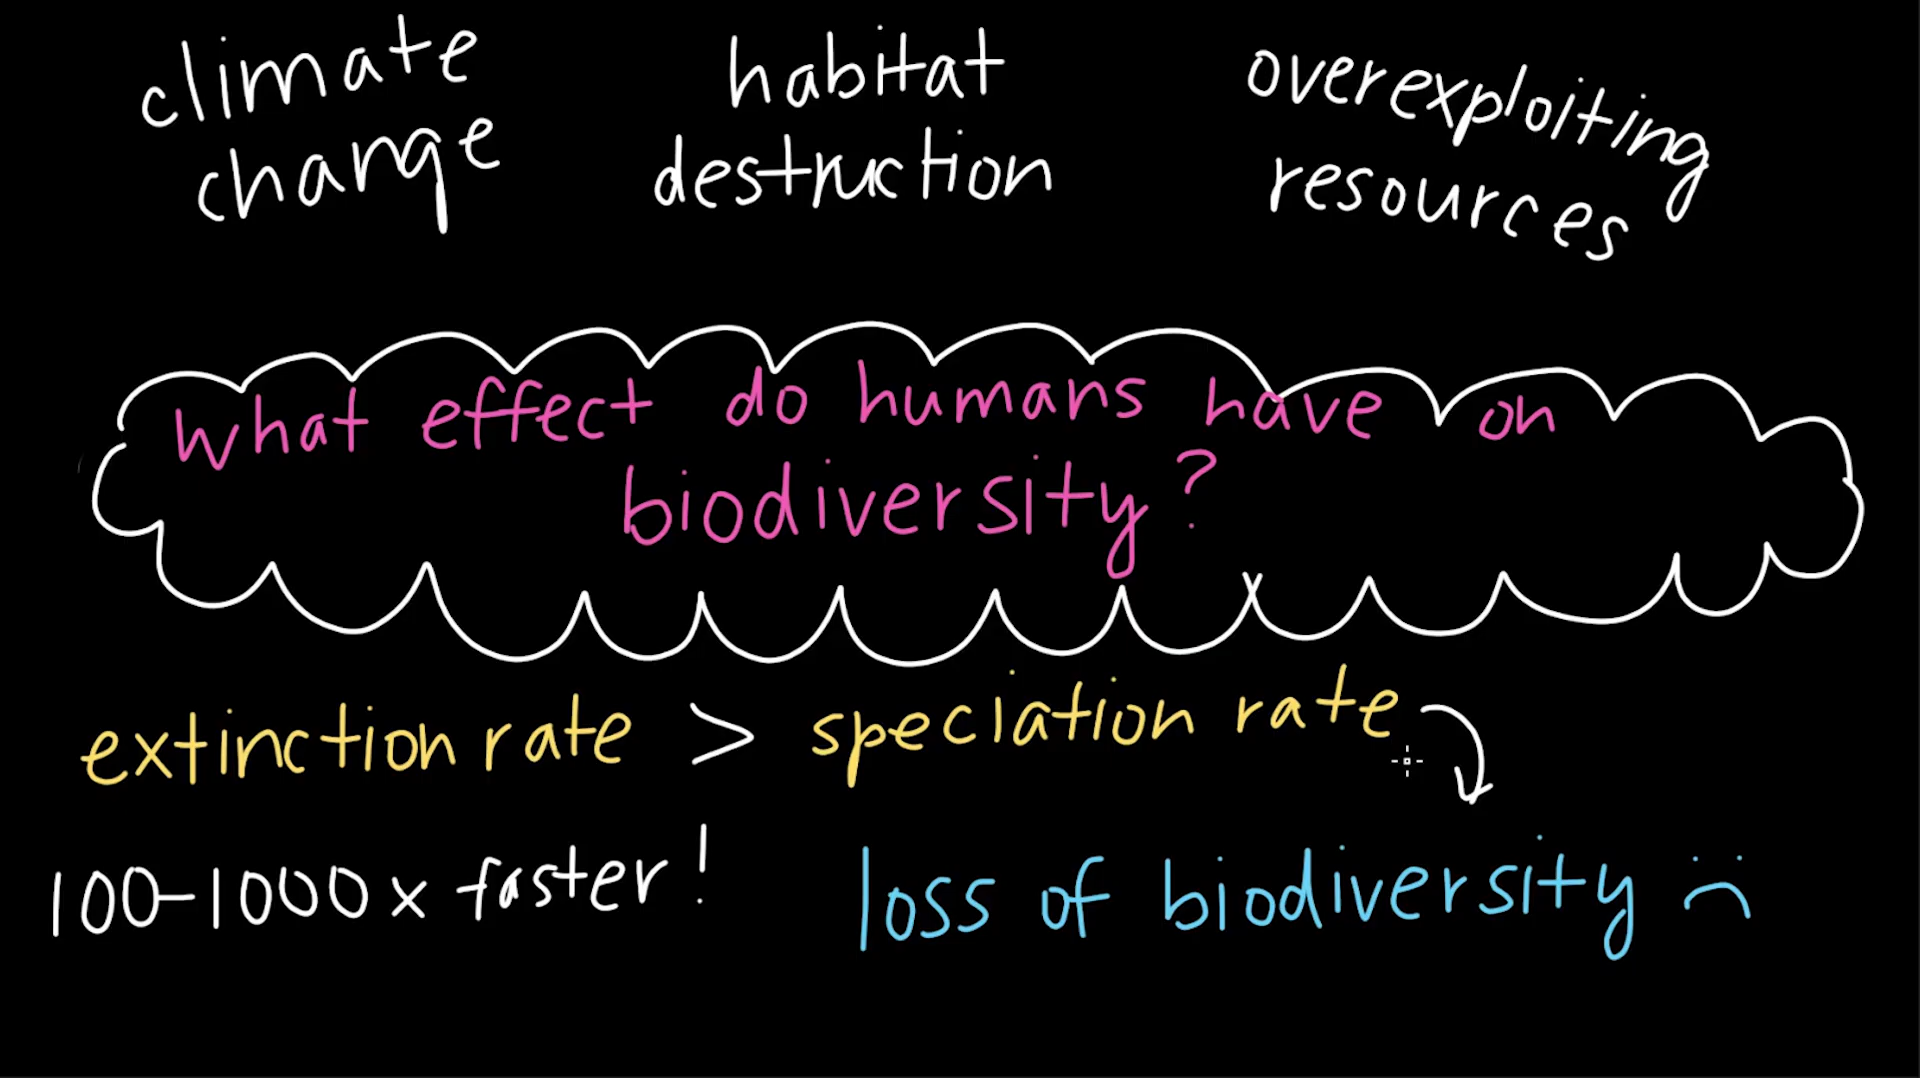 climate
change
habitat
destruction
overexploiting
resources
What effect do humans have on
biodiversity?
extinction rate > speciation rate
100-1000x faster!
loss of biodiversity :(